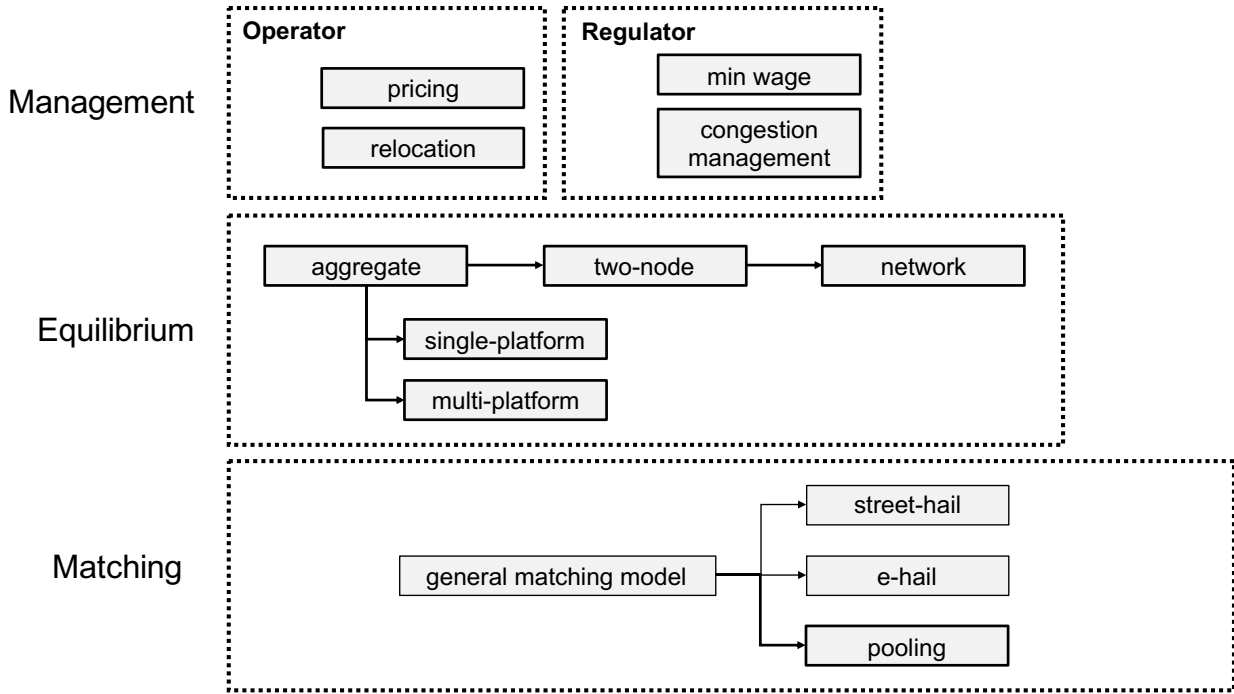 Management
Operator
pricing
relocation
Regulator
min wage
congestion
management
Equilibrium
aggregate
two-node
network
single-platform
multi-platform
Matching
general matching model
street-hail
e-hail
pooling